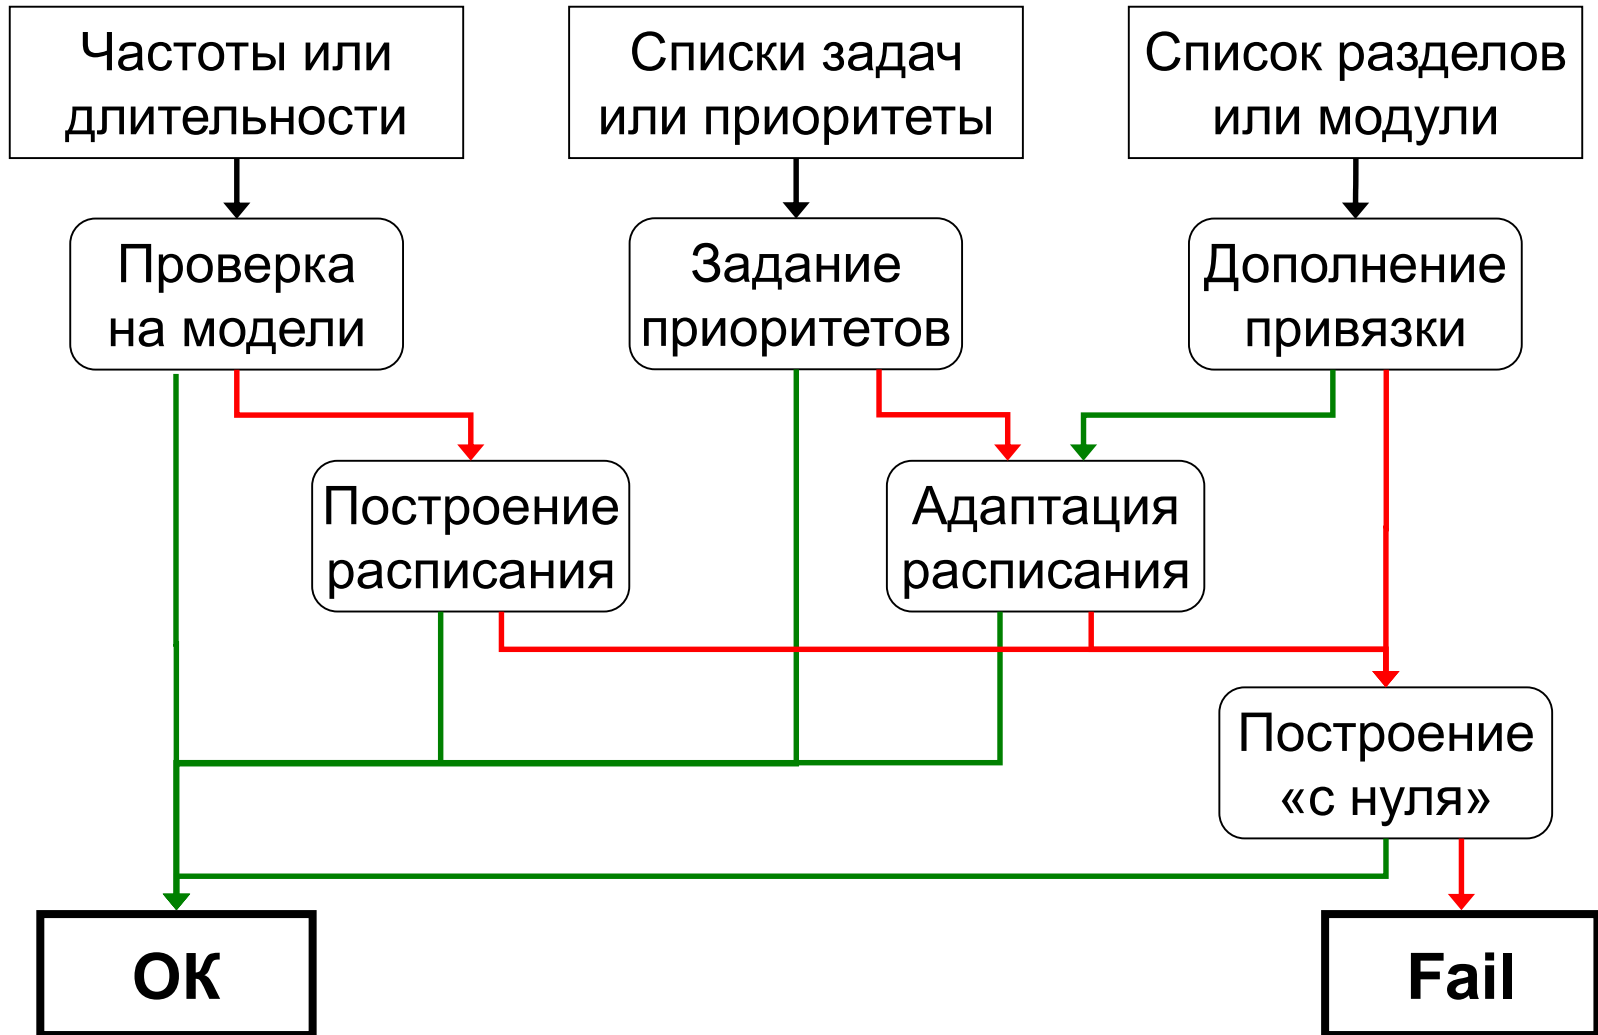 Частоты или
длительности
Списки задач
или приоритеты
Список разделов
или модули
Проверка
на модели
Задание
приоритетов
Дополнение
привязки
Построение
расписания
Адаптация
расписания
Построение
«с нуля»
ОК
Fail